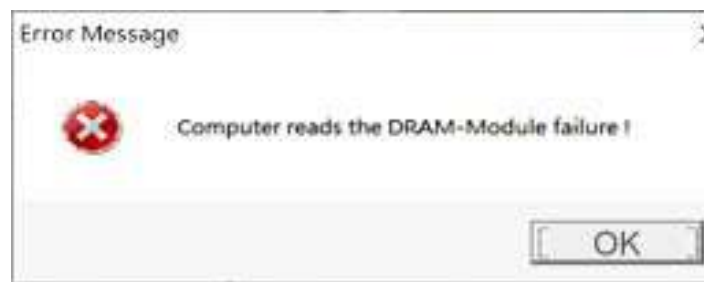 Error Message
Computer reads the DRAM-Module failure !
OK